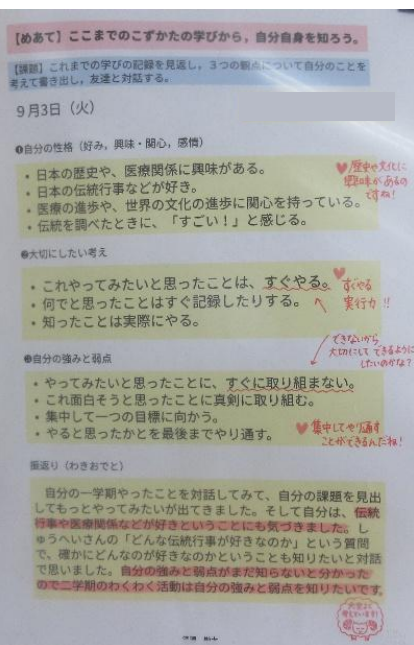 【めあて】ここまでのこずかたの学びから，自分自身を知ろう。
【課題】これまでの学びの記録を見返し，３つの観点について自分のことを
考えて書き出し，友達と対話する。
９月3日（火）
❶自分の性格（好み，興味・関心，感情）
・日本の歴史や、医療関係に興味がある。
・日本の伝統行事などが好き。
・医療の進歩や、世界の文化の進歩に関心を持っている。
・伝統を調べたときに、「すごい！」と感じる。
♥歴史や文化に
興味があるの
ですね!
❷大切にしたい考え
・これやってみたいと思ったことは、すぐやる。
・何でと思ったことはすぐ記録したりする。
・知ったことは実際にやる。
♥すぐやる
実行力!!
できないから
大切にして できるように
したいのかな?
❸自分の強みと弱点
・やってみたいと思ったことに、すぐに取り組まない。
・これ面白そうと思ったことに真剣に取り組む。
・集中して一つの目標に向かう。
・やると思ったかとを最後までやり通す。
♥集中してやり通す
ことができるんだね!
振返り（わきおでと）
自分の一学期やったことを対話してみて、自分の課題を見出
してもっとやってみたいが出てきました。そして自分は、伝統
行事や医療関係などが好きということにも気づきました。し
ゅうへいさんの「どんな伝統行事が好きなのか」という質問
で、確かにどんなのが好きなのかということも知りたいと対話
で思いました。自分の強みと弱点がまだ知らないと分かった
ので二学期のわくわく活動は自分の強みと弱点を知りたいです。